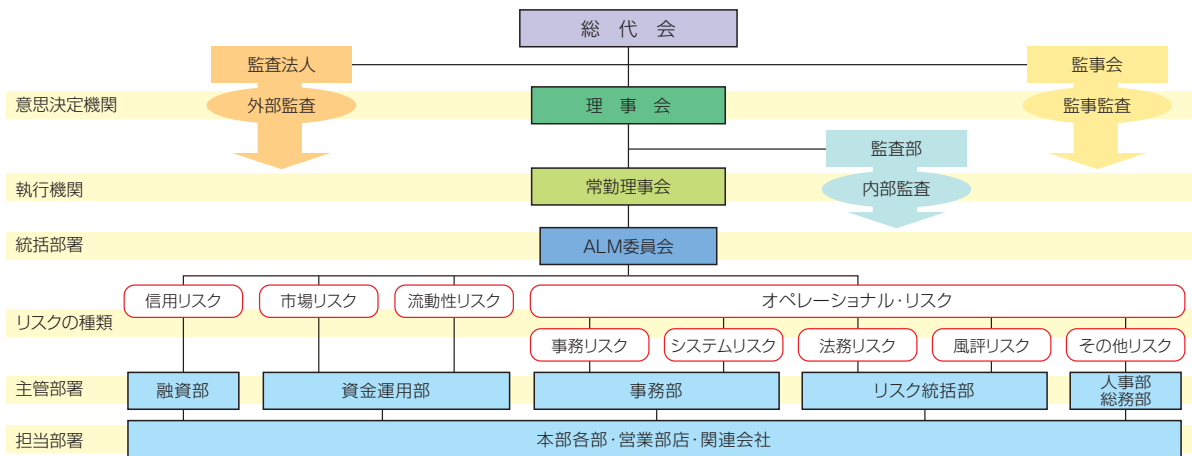 総代会
監査法人
監事会
意思決定機関
外部監査
理事会
監事監査
監査部
執行機関
常勤理事会
内部監査
統括部署
ALM委員会
信用リスク
市場リスク
流動性リスク
オペレーショナル・リスク
リスクの種類
事務リスク
システムリスク
法務リスク
風評リスク
その他リスク
主管部署
融資部
資金運用部
事務部
リスク統括部
人事部
総務部
担当部署
本部各部・営業部店・関連会社